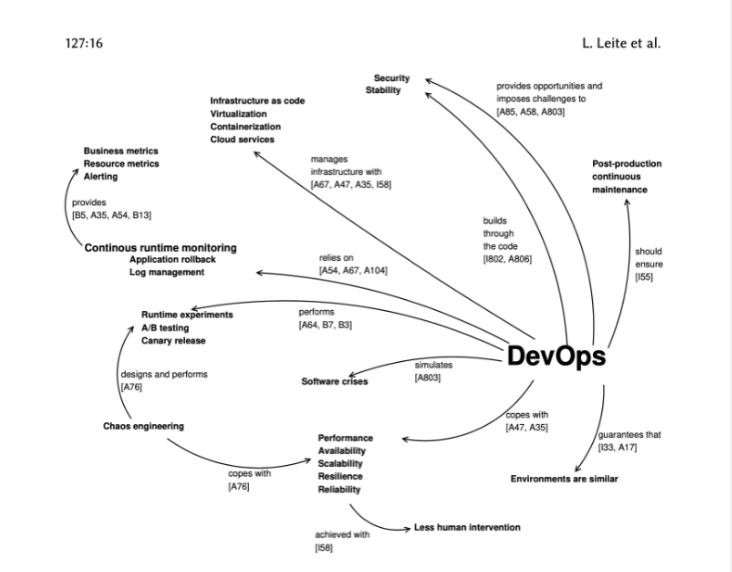 127:16
L. Leite et al.
Security
Stability
provides opportunities and
imposes challenges to
[A85, A58, A803]
Infrastructure as code
Virtualization
Containerization
Cloud services
Business metrics
Resource metrics
Alerting
manages
infrastructure with
[A67, A47, A35, I58]
Post-production
continuous
maintenance
provides
[B5, A35, A54, B13]
builds
through
the code
[I802, A806]
Continous runtime monitoring
Application rollback
Log management
relies on
[A54, A67, A104]
should
ensure
[I55]
Runtime experiments
A/B testing
Canary release
performs
[A64, B7, B3]
DevOps
simulates
[A803]
Software crises
designs and performs
[A76]
copes with
[A47, A35]
Chaos engineering
Performance
Availability
Scalability
Resilience
Reliability
guarantees that
[I33, A17]
copes with
[A76]
Environments are similar
achieved with
[I58]
Less human intervention